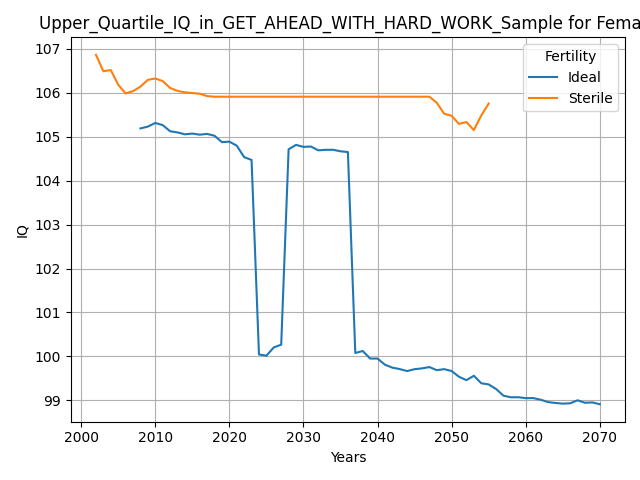 Upper_Quartile_IQ_in_GET_AHEAD_WITH_HARD_WORK_Sample for Fema
Fertility
Ideal
Sterile
107
106
105
104
103
102
101
100
99
IQ
2000 2010 2020 2030 2040 2050 2060 2070
Years